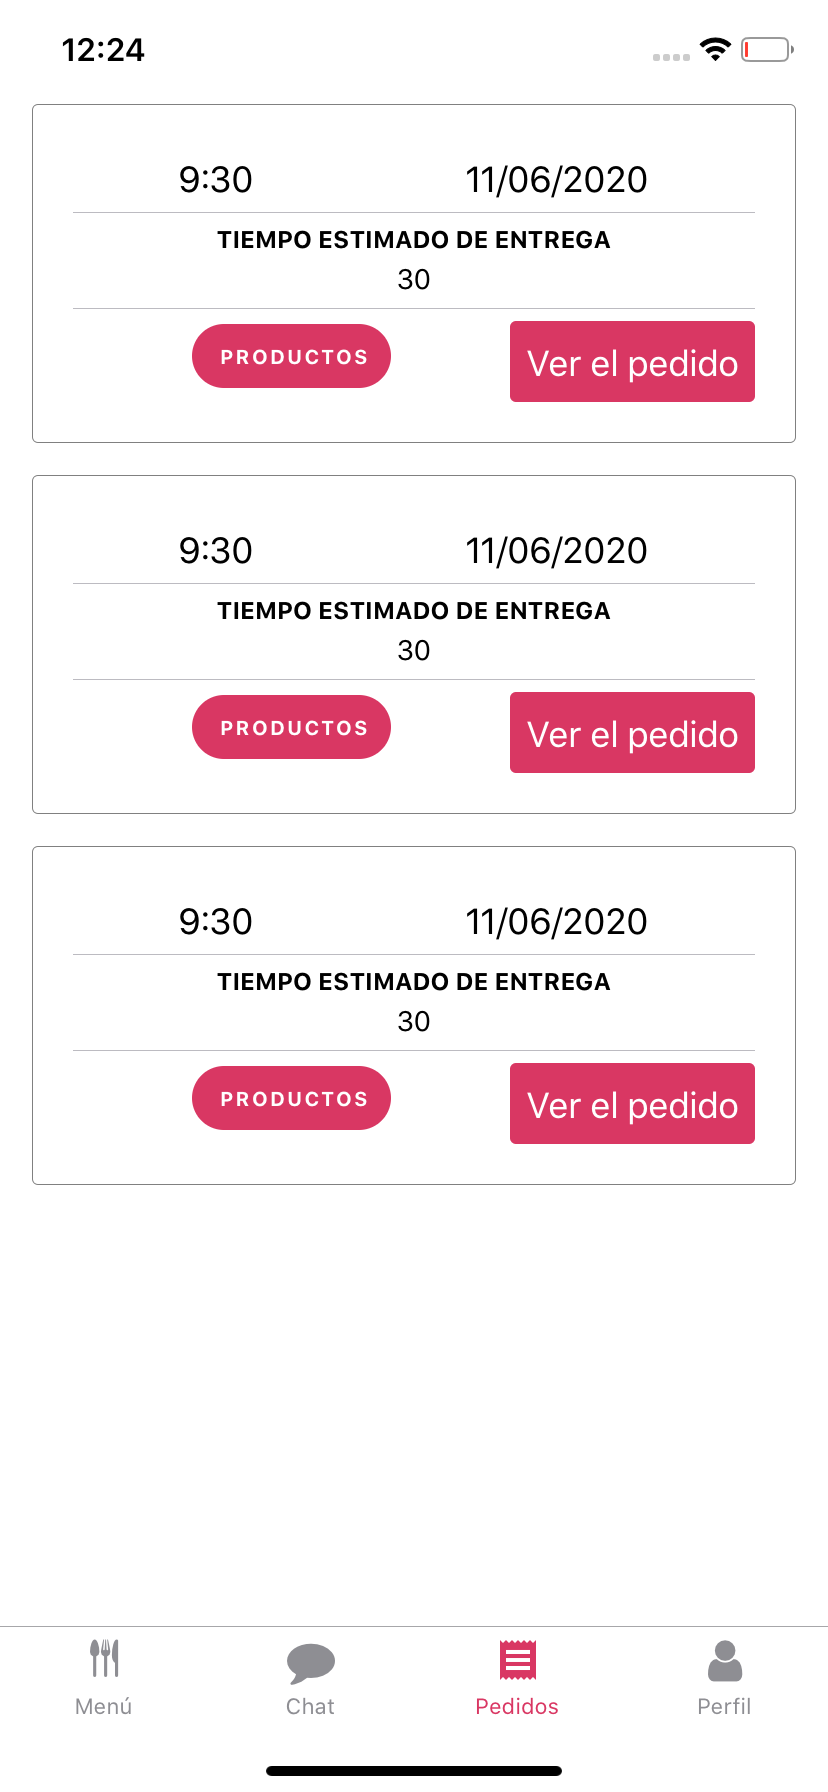 12:24
9:30 11/06/2020
TIEMPO ESTIMADO DE ENTREGA
30
PRODUCTOS Ver el pedido
9:30 11/06/2020
TIEMPO ESTIMADO DE ENTREGA
30
PRODUCTOS Ver el pedido
9:30 11/06/2020
TIEMPO ESTIMADO DE ENTREGA
30
PRODUCTOS Ver el pedido
Menú Chat Pedidos Perfil